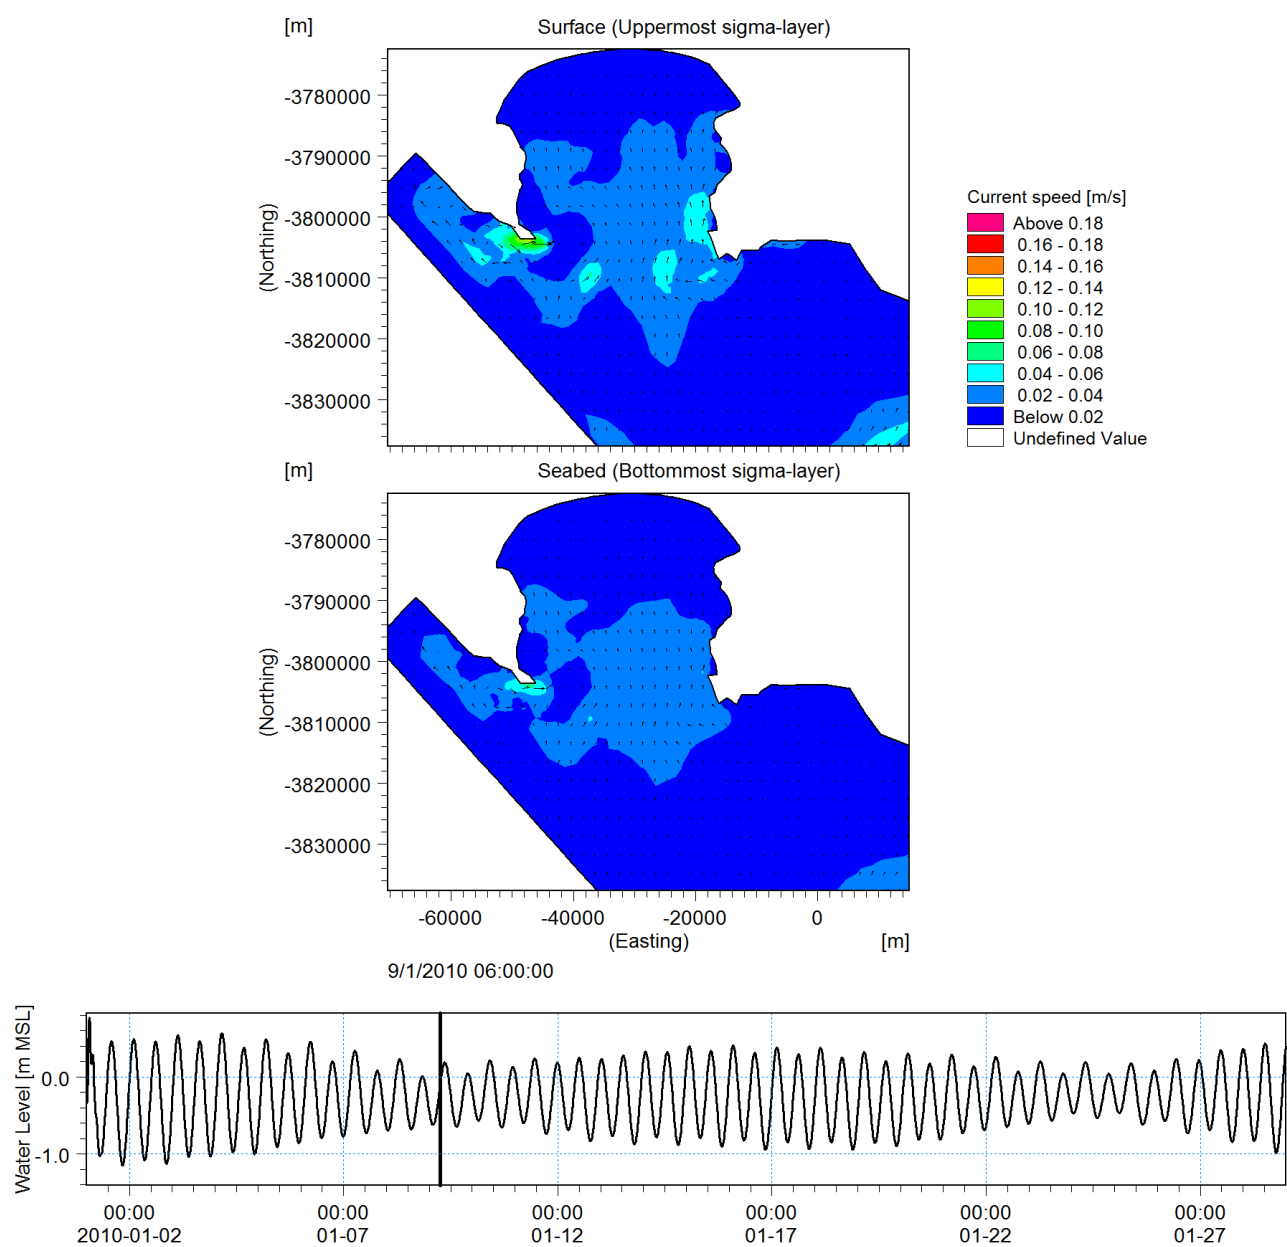 [m]
Surface (Uppermost sigma-layer)
-3780000
-3790000
-3800000
-3810000
-3820000
-3830000
(Northing)
Current speed [m/s]
Above 0.18
0.16 - 0.18
0.14 - 0.16
0.12 - 0.14
0.10 - 0.12
0.08 - 0.10
0.06 - 0.08
0.04 - 0.06
0.02 - 0.04
Below 0.02
Undefined Value
[m]
Seabed (Bottommost sigma-layer)
-3780000
-3790000
-3800000
-3810000
-3820000
-3830000
(Northing)
-60000 -40000 -20000 0
(Easting) [m]
9/1/2010 06:00:00
Water Level [m MSL]
0.0
-1.0
00:00 00:00 00:00 00:00 00:00 00:00
2010-01-02 01-07 01-12 01-17 01-22 01-27